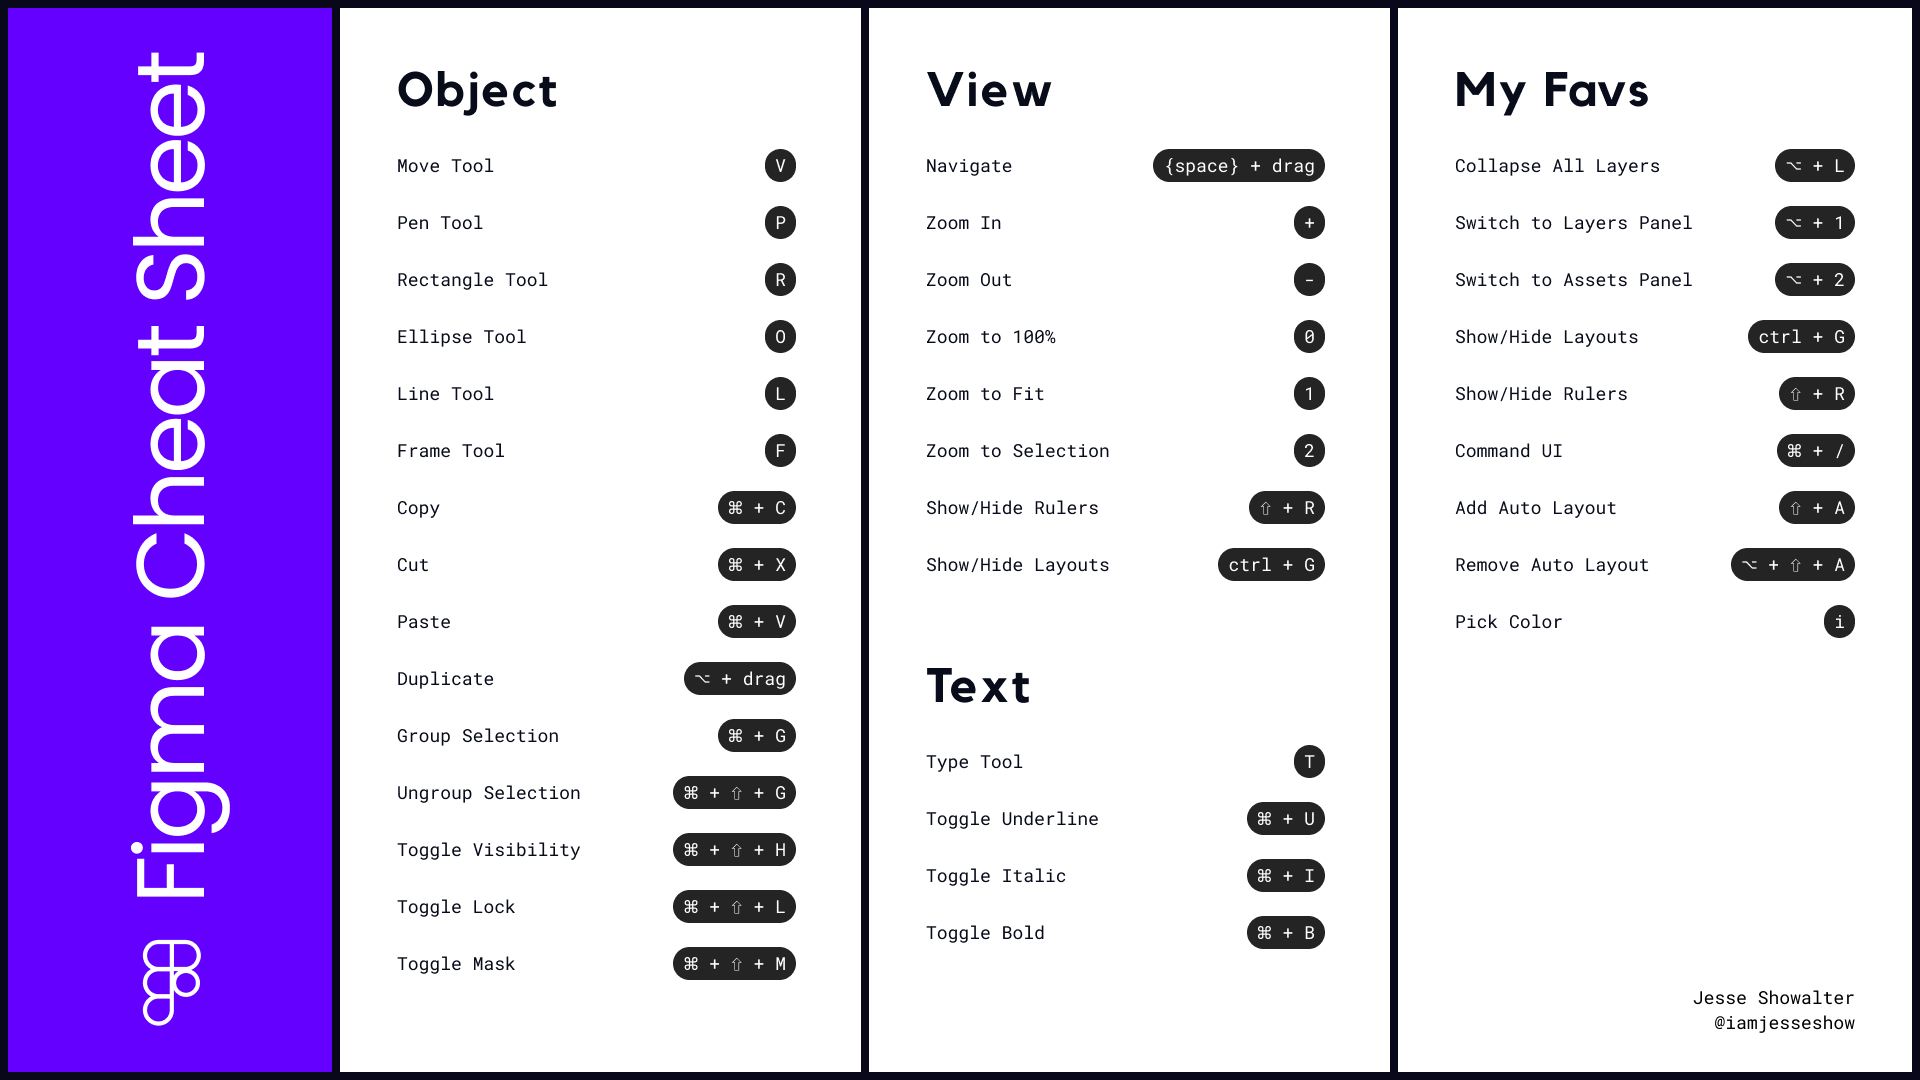 Figma Cheat Sheet
Object
Move Tool V
Pen Tool P
Rectangle Tool R
Ellipse Tool O
Line Tool L
Frame Tool F
Copy ⌘ + C
Cut ⌘ + X
Paste ⌘ + V
Duplicate ⌥ + drag
Group Selection ⌘ + G
Ungroup Selection ⌘ + ⇧ + G
Toggle Visibility ⌘ + ⇧ + H
Toggle Lock ⌘ + ⇧ + L
Toggle Mask ⌘ + ⇧ + M
View
Navigate {space} + drag
Zoom In +
Zoom Out -
Zoom to 100% 0
Zoom to Fit 1
Zoom to Selection 2
Show/Hide Rulers ⇧ + R
Show/Hide Layouts ctrl + G
Text
Type Tool T
Toggle Underline ⌘ + U
Toggle Italic ⌘ + I
Toggle Bold ⌘ + B
My Favs
Collapse All Layers ⌥ + L
Switch to Layers Panel ⌥ + 1
Switch to Assets Panel ⌥ + 2
Show/Hide Layouts ctrl + G
Show/Hide Rulers ⇧ + R
Command UI ⌘ + /
Add Auto Layout ⇧ + A
Remove Auto Layout ⌥ + ⇧ + A
Pick Color i
Jesse Showalter
@iamjesseshow